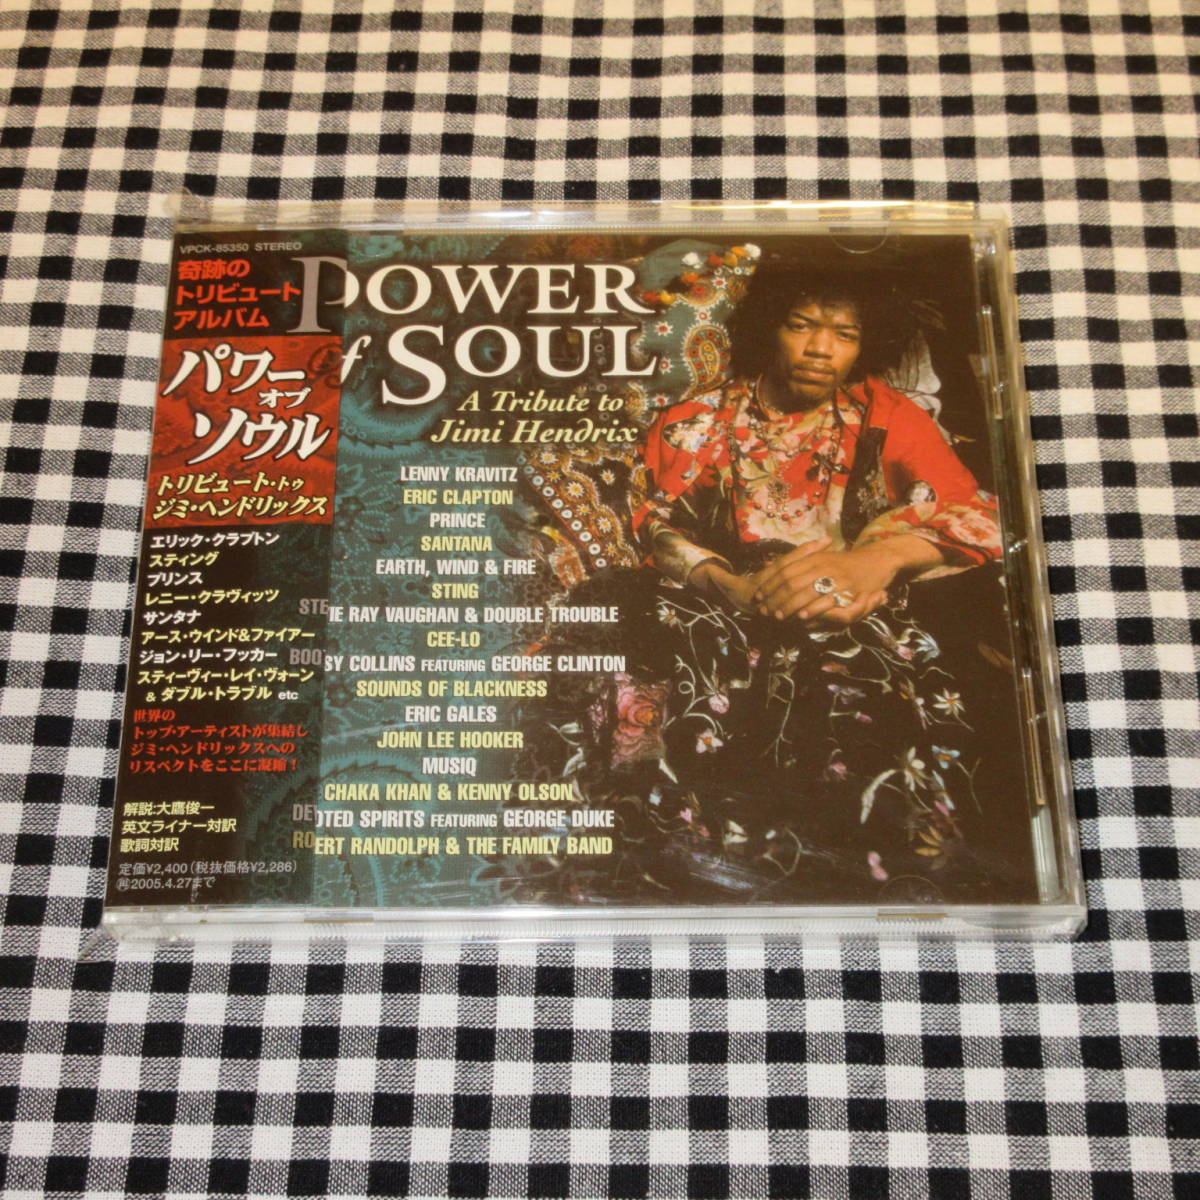 VPCK-85350 STEREO
奇跡の
トリビュート
アルバム
パワー
オブ
ソウル
トリビュート・トゥ
ジミ・ヘンドリックス
エリック・クラプトン
スティング
プリンス
レニー・クラヴィッツ
サンタナ
アース・ウインド&ファイアー
ジョン・リー・フッカー
スティーヴィー・レイ・ヴォーン
& ダブル・トラブル etc
世界の
トップ・アーティストが集結し
ジミ・ヘンドリックスへの
リスペクトをここに凝縮!
解説:大鷹俊一
英文ライナー対訳
歌詞対訳
定価¥2,400(税抜価格¥2,286)
再2005.4.27まで
POWER
of SOUL
A Tribute to
Jimi Hendrix
LENNY KRAVITZ
ERIC CLAPTON
PRINCE
SANTANA
EARTH, WIND & FIRE
STING
STE IE RAY VAUGHAN & DOUBLE TROUBLE
CEE-LO
BOOTSY COLLINS FEATURING GEORGE CLINTON
SOUNDS OF BLACKNESS
ERIC GALES
JOHN LEE HOOKER
MUSIQ
CHAKA KHAN & KENNY OLSON
DEVOTED SPIRITS FEATURING GEORGE DUKE
ROBERT RANDOLPH & THE FAMILY BAND